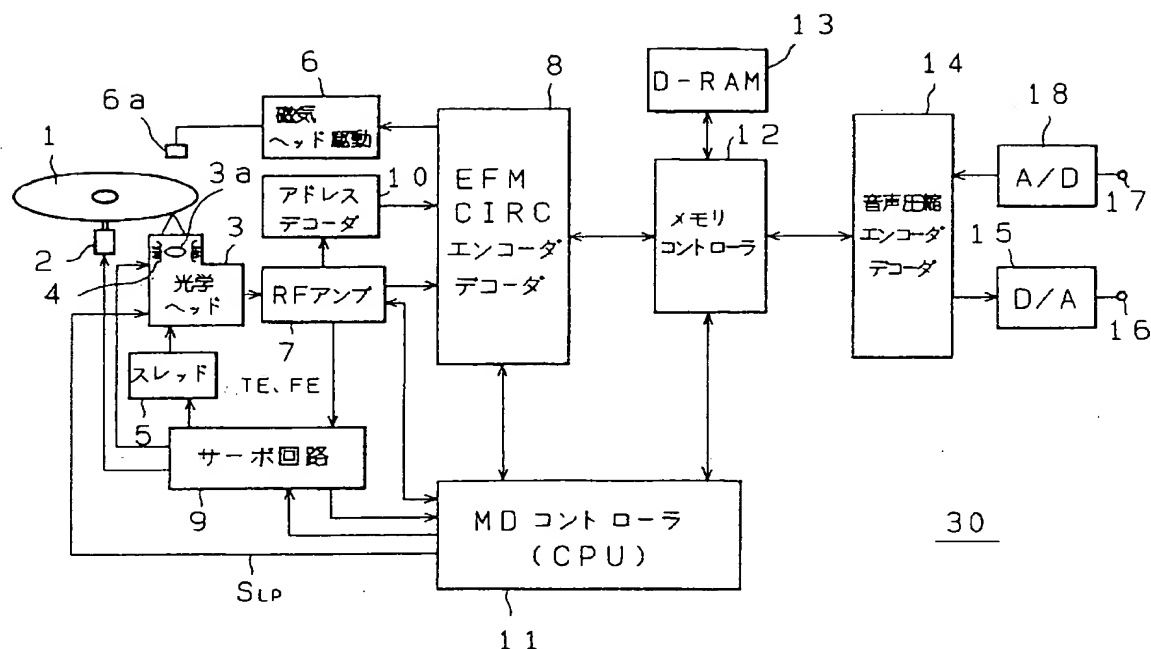 13
D-RAM
6
6a
磁気
ヘッド駆動
8
14
18
1
12
3a
3
10
アドレス
デコーダ
EFM
CIRC
エンコーダ
デコーダ
メモリ
コントローラ
音声圧縮
エンコーダ
デコーダ
A/D
17
2
4
光学
ヘッド
RFアンプ
7
15
D/A
16
スレッド
5
TE、FE
サーボ回路
9
MDコントローラ
(CPU)
30
SLP
11